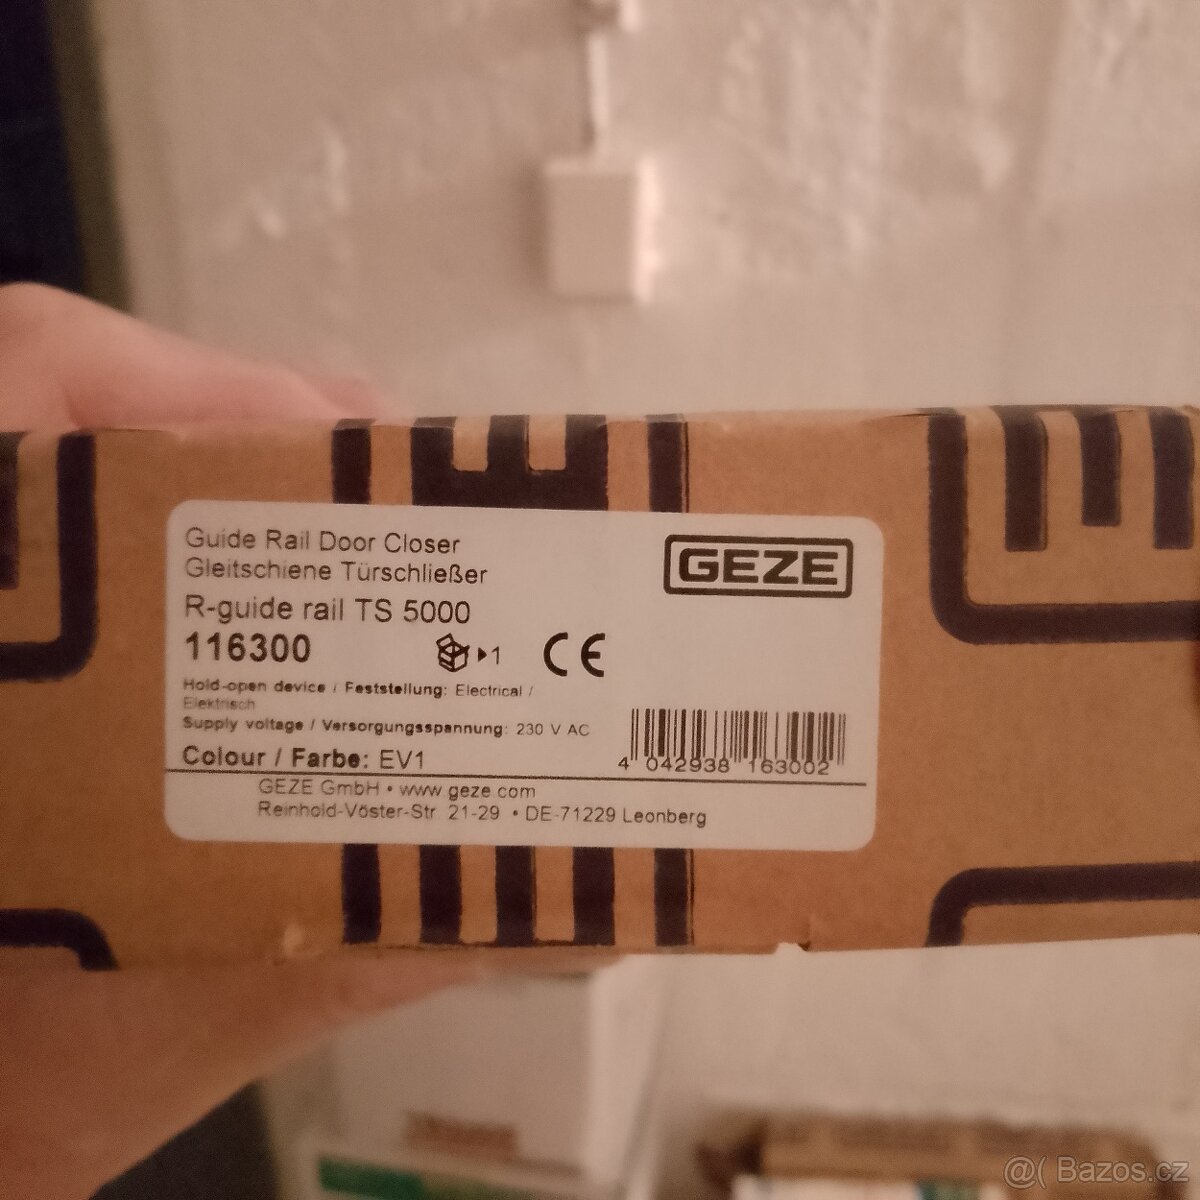 Guide Rail Door Closer
Gleitschiene Türschließer
GEZE
R-guide rail TS 5000
116300
1 CE
Hold-open device / Feststellung: Electrical /
Elektrisch
Supply voltage / Versorgungsspannung: 230 V AC
Colour / Farbe: EV1
4 042938 163002
GEZE GmbH • www.geze.com
Reinhold-Vöster-Str. 21-29 • DE-71229 Leonberg
@( Bazos.cz